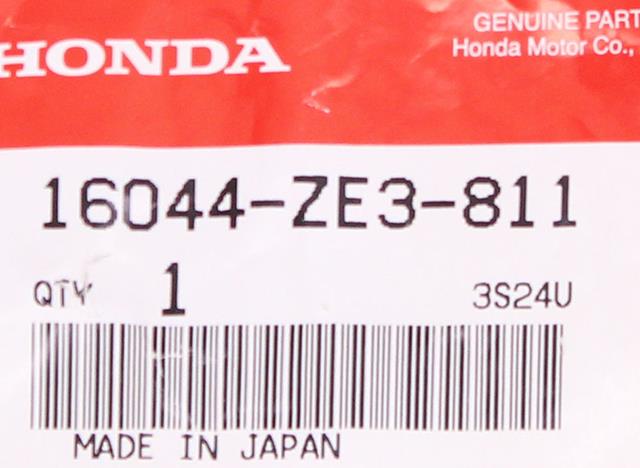 HONDA
GENUINE PART
Honda Motor Co.,
16044-ZE3-811
QTY 1 3S24U
MADE IN JAPAN